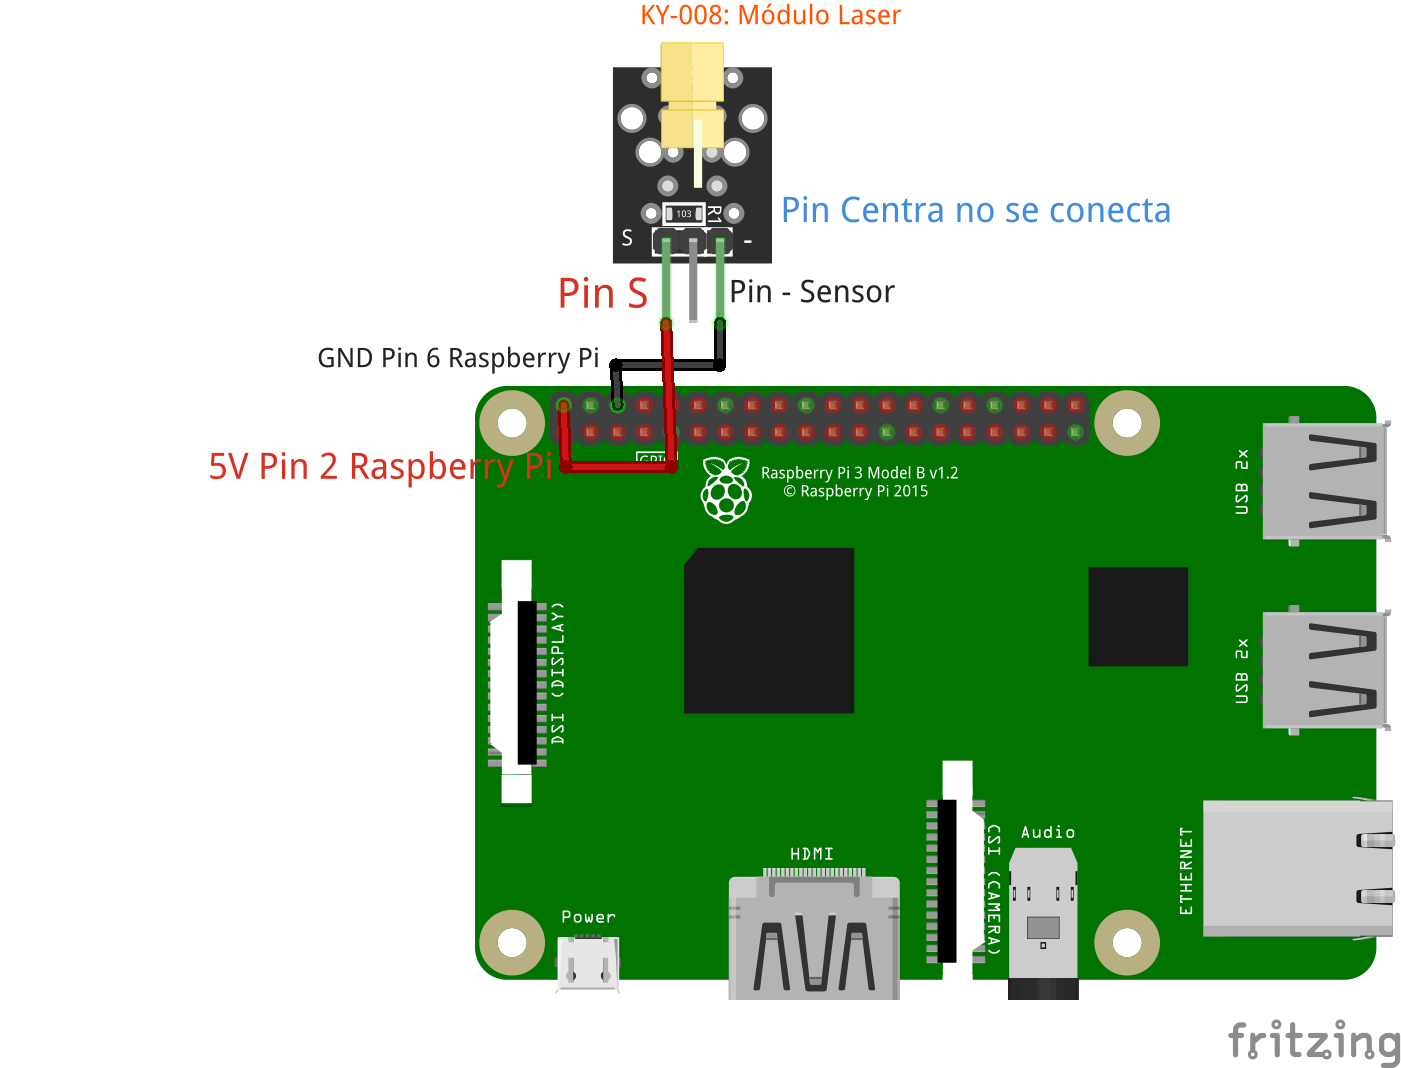 KY-008: Módulo Laser
103
R1
S
-
Pin Centra no se conecta
Pin S
Pin - Sensor
GND Pin 6 Raspberry Pi
5V Pin 2 Raspberry Pi
Raspberry Pi 3 Model B v1.2
© Raspberry Pi 2015
USB 2x
DSI (DISPLAY)
USB 2x
HDMI
CSI (CAMERA)
Audio
ETHERNET
Power
fritzing